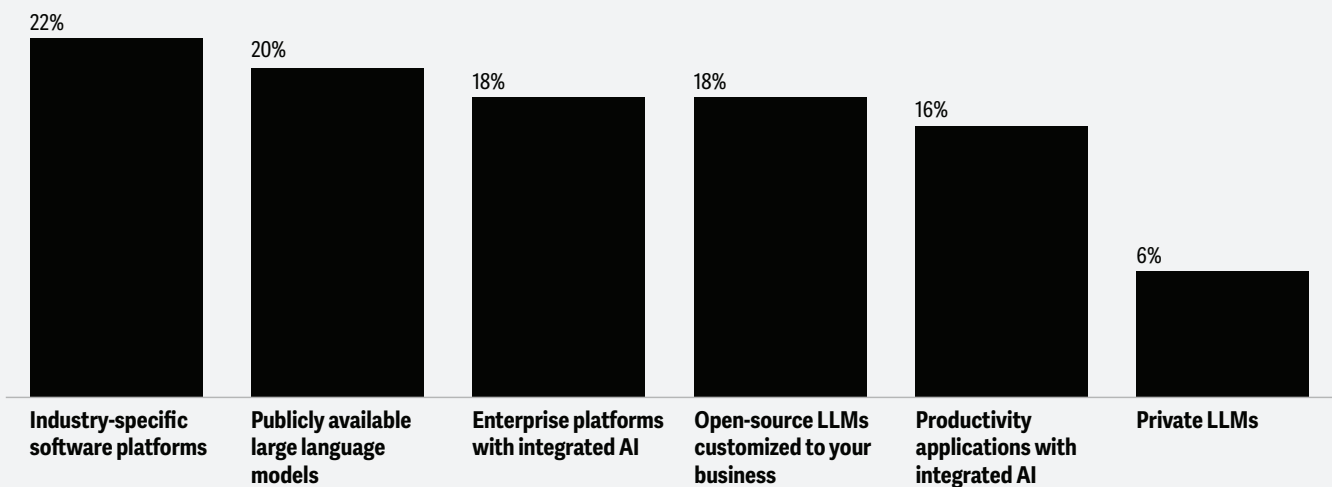 22%
20%
18%
18%
16%
6%
Industry-specific
software platforms
Publicly available
large language
models
Enterprise platforms
with integrated AI
Open-source LLMs
customized to your
business
Productivity
applications with
integrated AI
Private LLMs